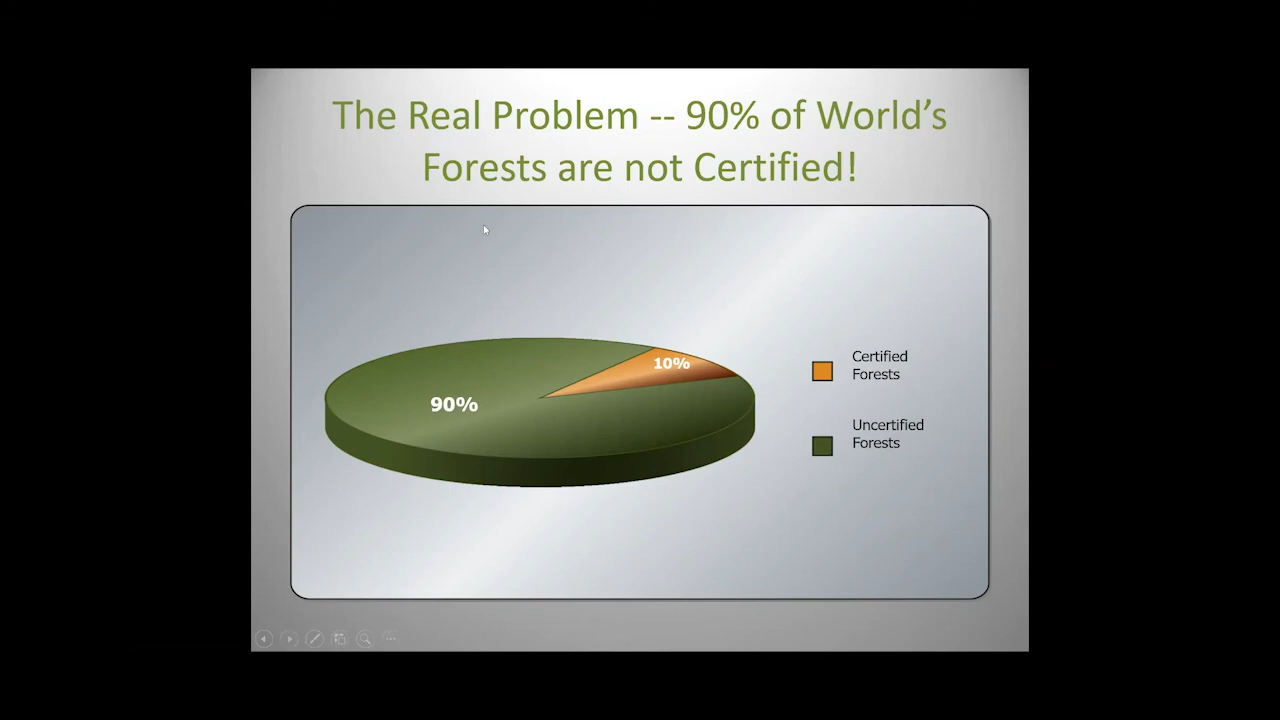 The Real Problem -- 90% of World’s
Forests are not Certified!
10%
90%
Certified
Forests
Uncertified
Forests